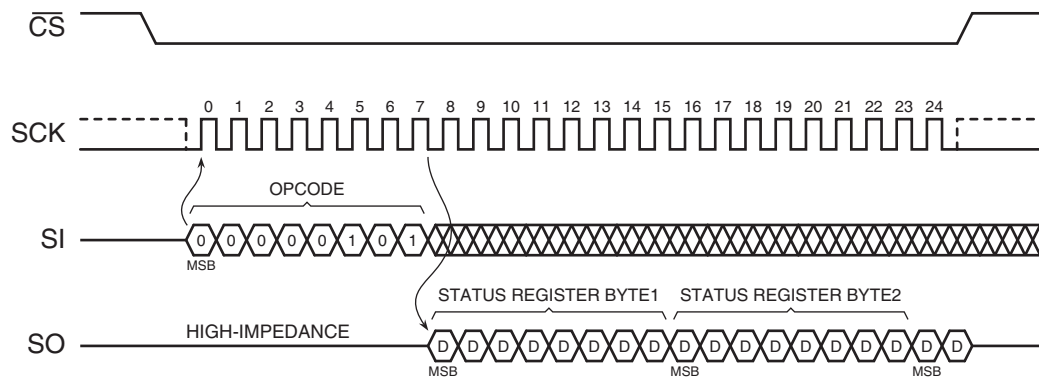 CS
0 1 2 3 4 5 6 7 8 9 10 11 12 13 14 15 16 17 18 19 20 21 22 23 24
SCK
OPCODE
SI 0 0 0 0 0 1 0 1
MSB
STATUS REGISTER BYTE1 STATUS REGISTER BYTE2
HIGH-IMPEDANCE
SO D D D D D D D D D D D D D D D D D D
MSB MSB MSB